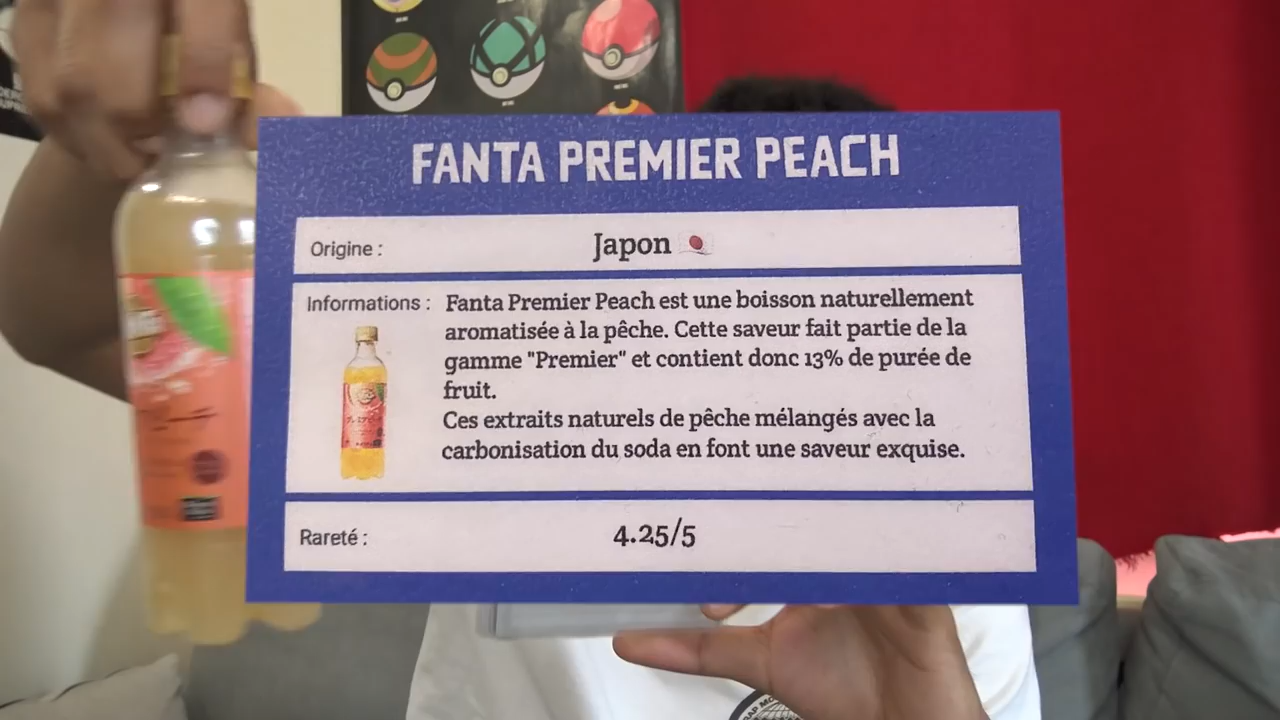 FANTA PREMIER PEACH
Origine : Japon
Informations : Fanta Premier Peach est une boisson naturellement
aromatisée à la pêche. Cette saveur fait partie de la
gamme "Premier" et contient donc 13% de purée de
fruit.
Ces extraits naturels de pêche mélangés avec la
carbonisation du soda en font une saveur exquise.
Rareté : 4.25/5